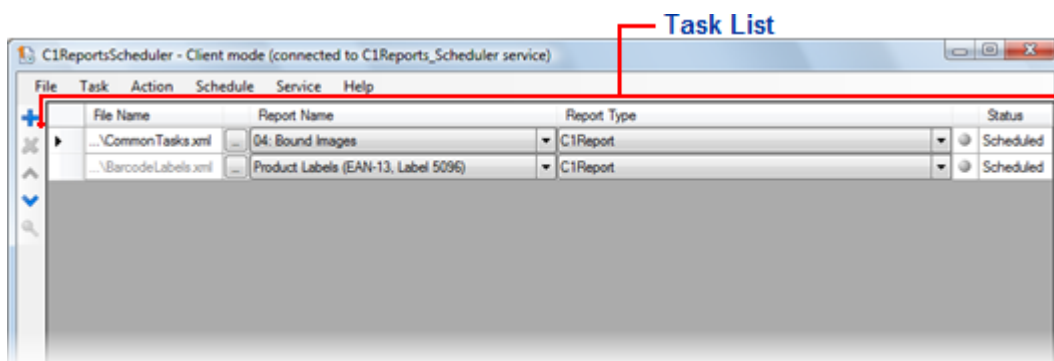 Task List
C1ReportsScheduler - Client mode (connected to C1Reports_Scheduler service)
File Task Action Schedule Service Help
File Name Report Name Report Type Status
...\CommonTasks.xml ... 04: Bound Images C1Report Scheduled
...\BarcodeLabels.xml ... Product Labels (EAN-13, Label 5096) C1Report Scheduled